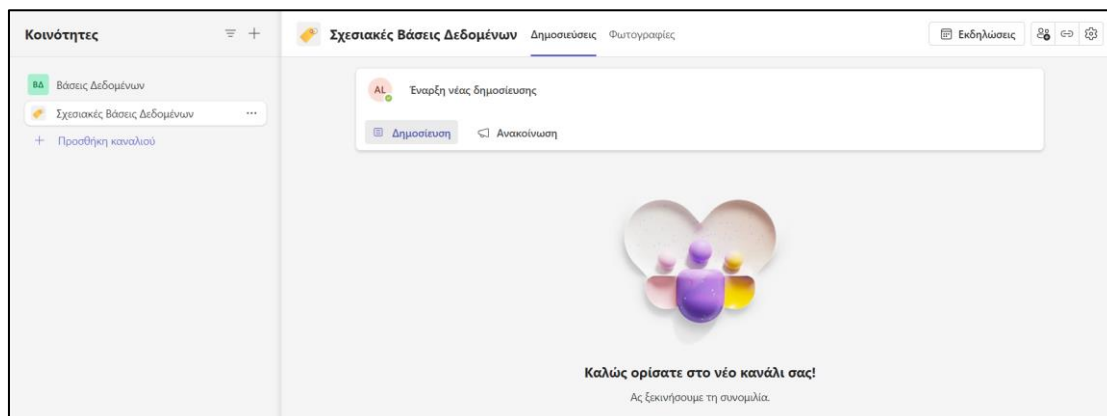 Κοινότητες
ΒΔ Βάσεις Δεδομένων
Σχεσιακές Βάσεις Δεδομένων
Προσθήκη καναλιού
Σχεσιακές Βάσεις Δεδομένων Δημοσιεύσεις Φωτογραφίες Εκδηλώσεις
AL Έναρξη νέας δημοσίευσης
Δημοσίευση Ανακοίνωση
Καλώς ορίσατε στο νέο κανάλι σας!
Ας ξεκινήσουμε τη συνομιλία.